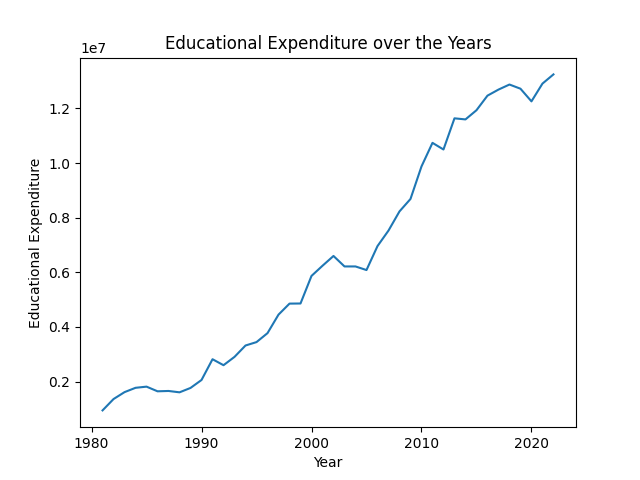 Educational Expenditure over the Years
1e7
1.2
1.0
0.8
0.6
0.4
0.2
Educational Expenditure
1980 1990 2000 2010 2020
Year